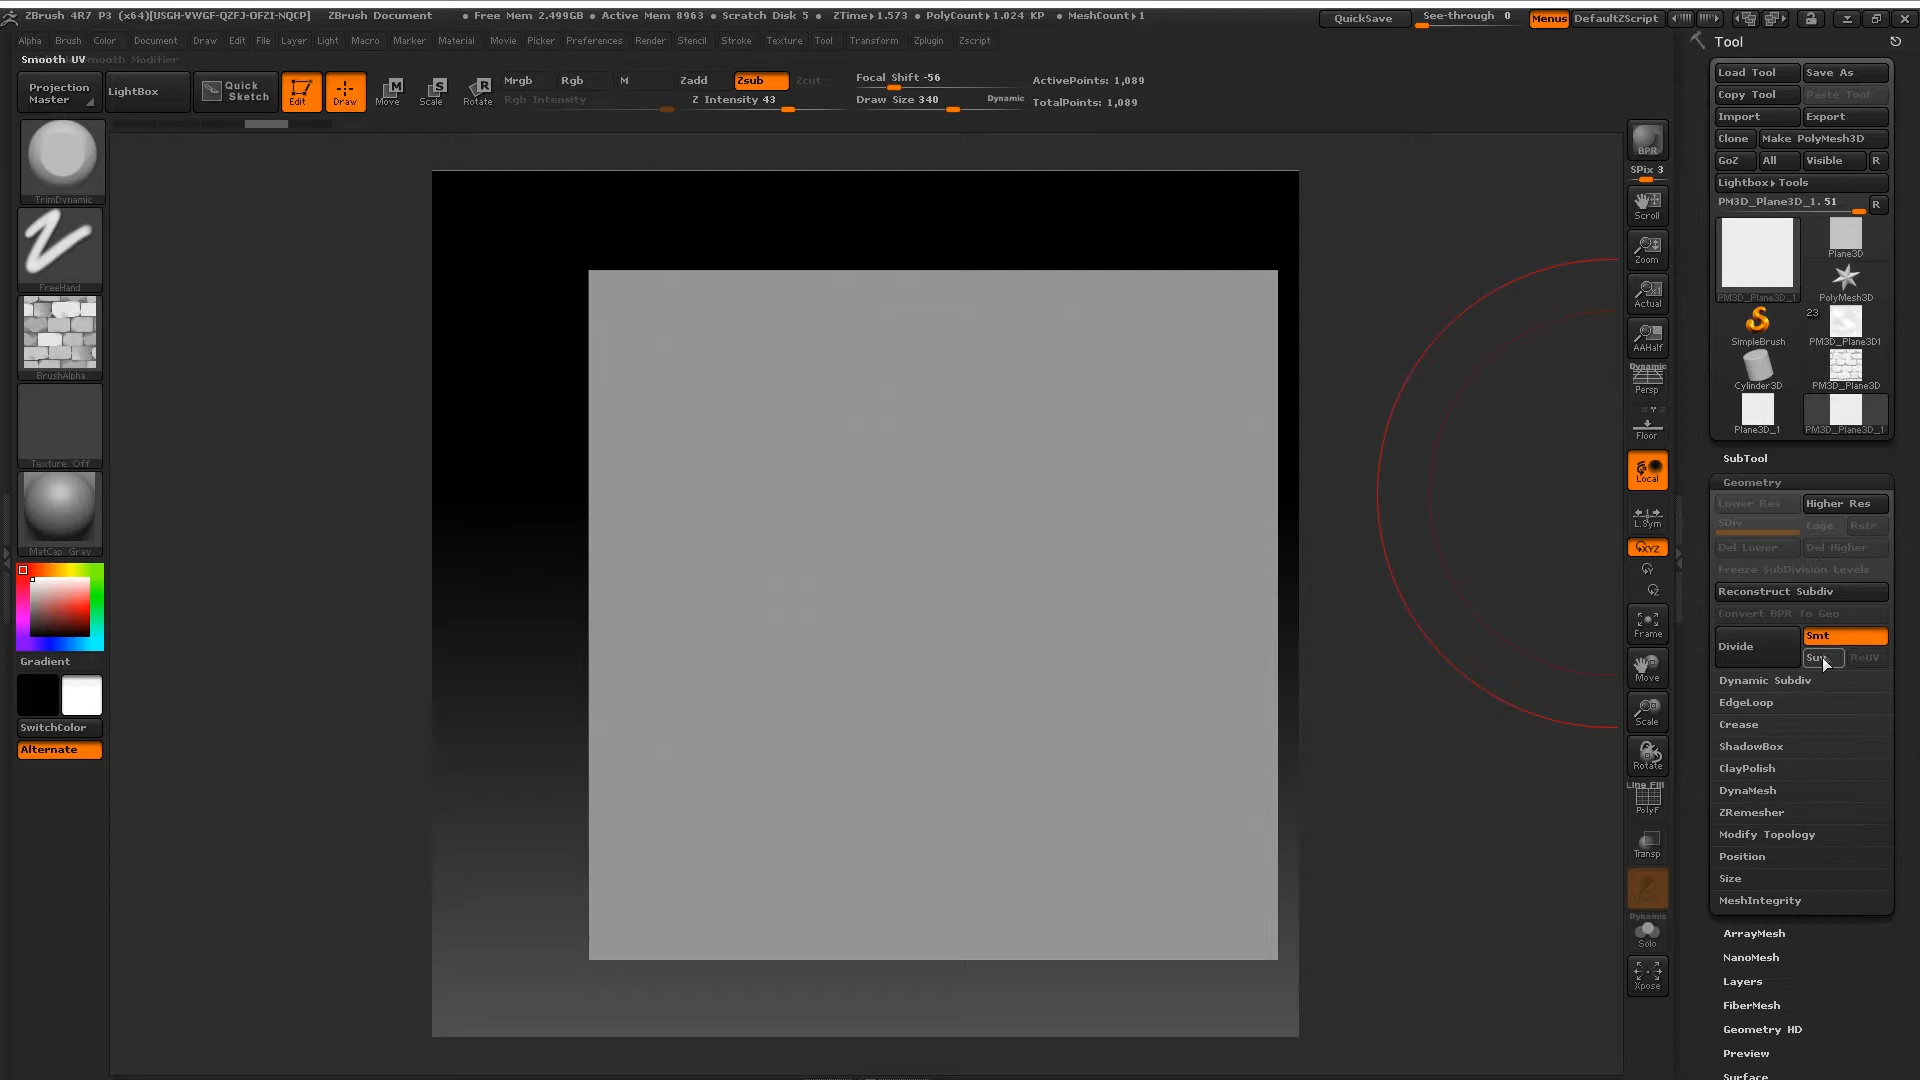 ZBrush 4R7 P3 (x64)[USGH-VWGF-QZFJ-OFZI-NQCP] ZBrush Document • Free Mem 2.499GB • Active Mem 8963 • Scratch Disk 5 • ZTime▸1.573 • PolyCount▸1.024 KP • MeshCount▸1 QuickSave See-through 0 Menus DefaultZScript
Alpha Brush Color Document Draw Edit File Layer Light Macro Marker Material Movie Picker Preferences Render Stencil Stroke Texture Tool Transform Zplugin Zscript
Smooth UV
Projection Master
LightBox
Quick Sketch
Edit
Draw
Move
Scale
Rotate
Mrgb Rgb M
Rgb Intensity
Zadd Zsub Zcut
Z Intensity 43
Focal Shift -56
Draw Size 340 Dynamic
ActivePoints: 1,089
TotalPoints: 1,089
TrimDynamic
FreeHand
BrushAlpha
Texture Off
MatCap Gray
Gradient
SwitchColor
Alternate
BPR
SPix 3
Scroll
Zoom
Actual
AAHalf
Dynamic
Persp
Floor
Local
L.Sym
XYZ
Frame
Move
Scale
Rotate
Line Fill
PolyF
Transp
Dynamic
Solo
Xpose
Tool
Load Tool Save As
Copy Tool Paste Tool
Import Export
Clone Make PolyMesh3D
GoZ All Visible R
Lightbox▸Tools
PM3D_Plane3D_1. 51 R
Plane3D
PM3D_Plane3D_1 PolyMesh3D
23
SimpleBrush PM3D_Plane3D1
Cylinder3D PM3D_Plane3D
Plane3D_1 PM3D_Plane3D_1
SubTool
Geometry
Lower Res Higher Res
SDiv Cage Rstr
Del Lower Del Higher
Freeze SubDivision Levels
Reconstruct Subdiv
Convert BPR To Geo
Divide Smt
ReUV
Dynamic Subdiv
EdgeLoop
Crease
ShadowBox
ClayPolish
DynaMesh
ZRemesher
Modify Topology
Position
Size
MeshIntegrity
ArrayMesh
NanoMesh
Layers
FiberMesh
Geometry HD
Preview
Surface